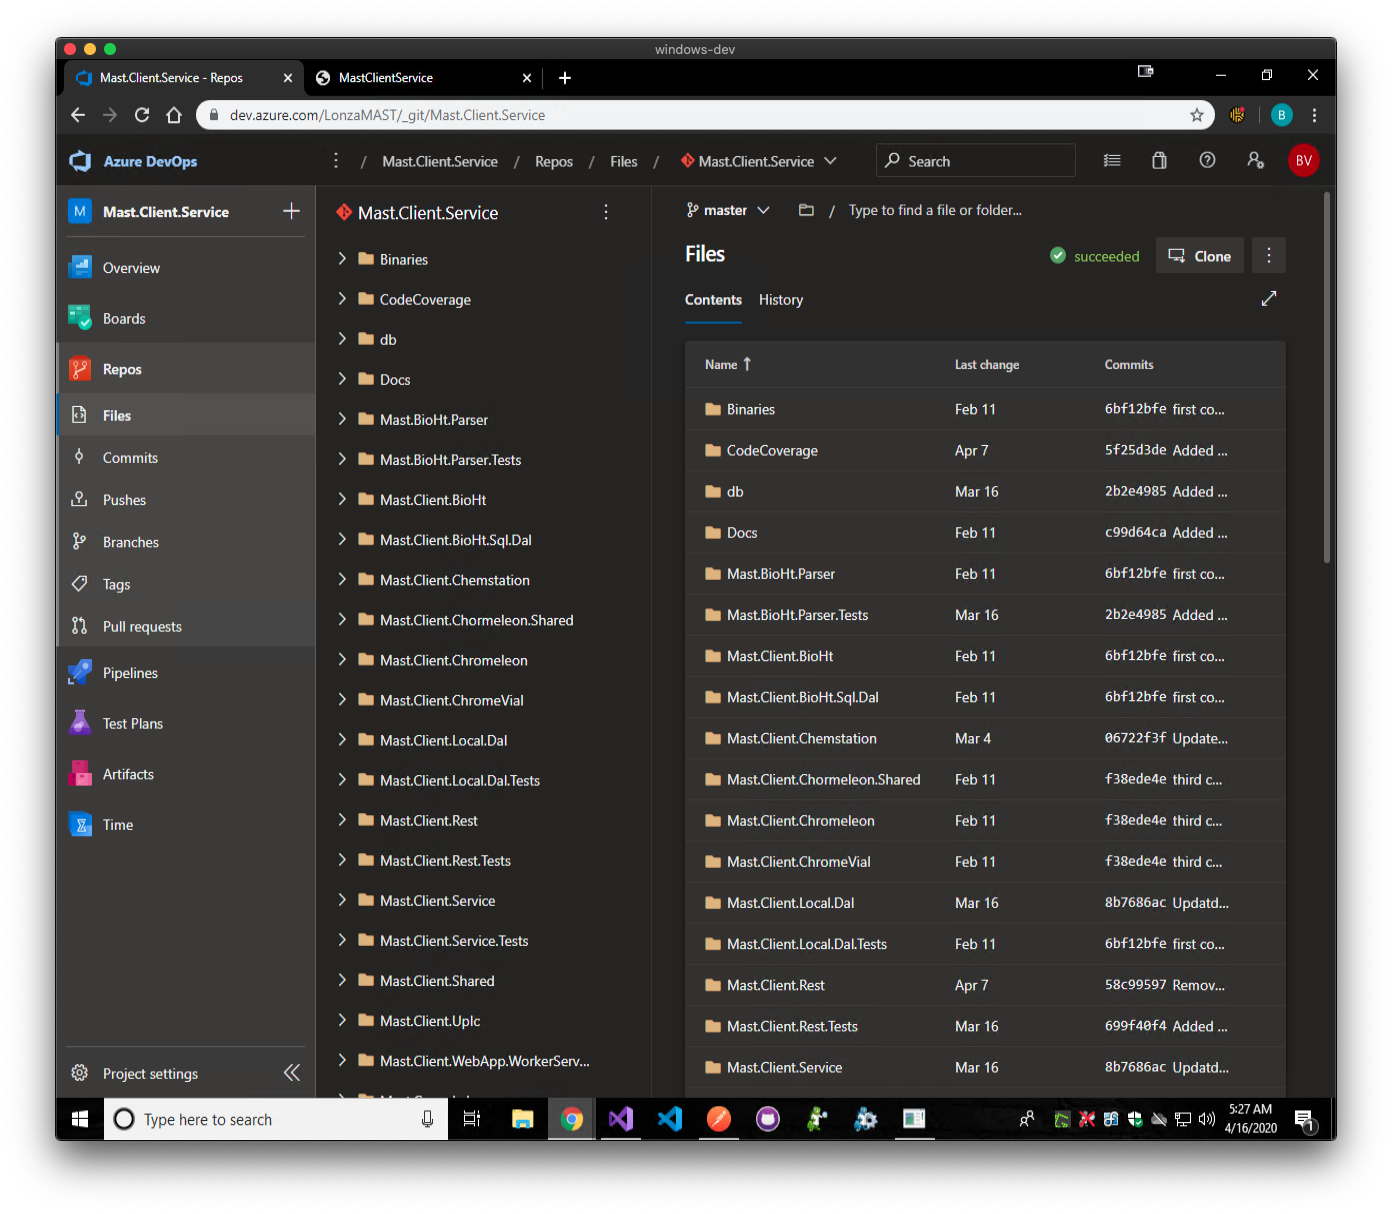 windows-dev
Mast.Client.Service - Repos
MastClientService
dev.azure.com/LonzaMAST/_git/Mast.Client.Service
B
Azure DevOps
/ Mast.Client.Service / Repos / Files / Mast.Client.Service
Search
BV
M Mast.Client.Service
Overview
Boards
Repos
Files
Commits
Pushes
Branches
Tags
Pull requests
Pipelines
Test Plans
Artifacts
Time
Project settings
Mast.Client.Service
Binaries
CodeCoverage
db
Docs
Mast.BioHt.Parser
Mast.BioHt.Parser.Tests
Mast.Client.BioHt
Mast.Client.BioHt.Sql.Dal
Mast.Client.Chemstation
Mast.Client.Chormeleon.Shared
Mast.Client.Chromeleon
Mast.Client.ChromeVial
Mast.Client.Local.Dal
Mast.Client.Local.Dal.Tests
Mast.Client.Rest
Mast.Client.Rest.Tests
Mast.Client.Service
Mast.Client.Service.Tests
Mast.Client.Shared
Mast.Client.Uplc
Mast.Client.WebApp.WorkerServ...
master / Type to find a file or folder...
Files
succeeded
Clone
Contents History
Name Last change Commits
Binaries Feb 11 6bf12bfe first co...
CodeCoverage Apr 7 5f25d3de Added ...
db Mar 16 2b2e4985 Added ...
Docs Feb 11 c99d64ca Added ...
Mast.BioHt.Parser Feb 11 6bf12bfe first co...
Mast.BioHt.Parser.Tests Mar 16 2b2e4985 Added ...
Mast.Client.BioHt Feb 11 6bf12bfe first co...
Mast.Client.BioHt.Sql.Dal Feb 11 6bf12bfe first co...
Mast.Client.Chemstation Mar 4 06722f3f Update...
Mast.Client.Chormeleon.Shared Feb 11 f38ede4e third c...
Mast.Client.Chromeleon Feb 11 f38ede4e third c...
Mast.Client.ChromeVial Feb 11 f38ede4e third c...
Mast.Client.Local.Dal Mar 16 8b7686ac Updatd...
Mast.Client.Local.Dal.Tests Feb 11 6bf12bfe first co...
Mast.Client.Rest Apr 7 58c99597 Remov...
Mast.Client.Rest.Tests Mar 16 699f40f4 Added ...
Mast.Client.Service Mar 16 8b7686ac Updatd...
Type here to search
5:27 AM
4/16/2020
1